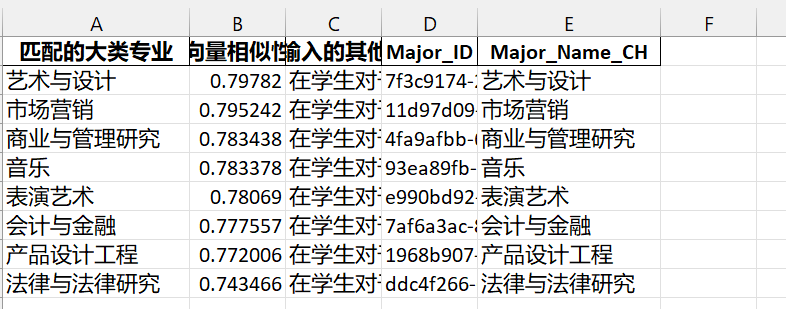 A B C D E F
匹配的大类专业 向量相似性 输入的其他 Major_ID Major_Name_CH
艺术与设计 0.79782 在学生对于 7f3c9174- 艺术与设计
市场营销 0.795242 在学生对于 11d97d09- 市场营销
商业与管理研究 0.783438 在学生对于 4fa9afbb- 商业与管理研究
音乐 0.783378 在学生对于 93ea89fb- 音乐
表演艺术 0.78069 在学生对于 e990bd92- 表演艺术
会计与金融 0.777557 在学生对于 7af6a3ac- 会计与金融
产品设计工程 0.772006 在学生对于 1968b907- 产品设计工程
法律与法律研究 0.743466 在学生对于 ddc4f266- 法律与法律研究